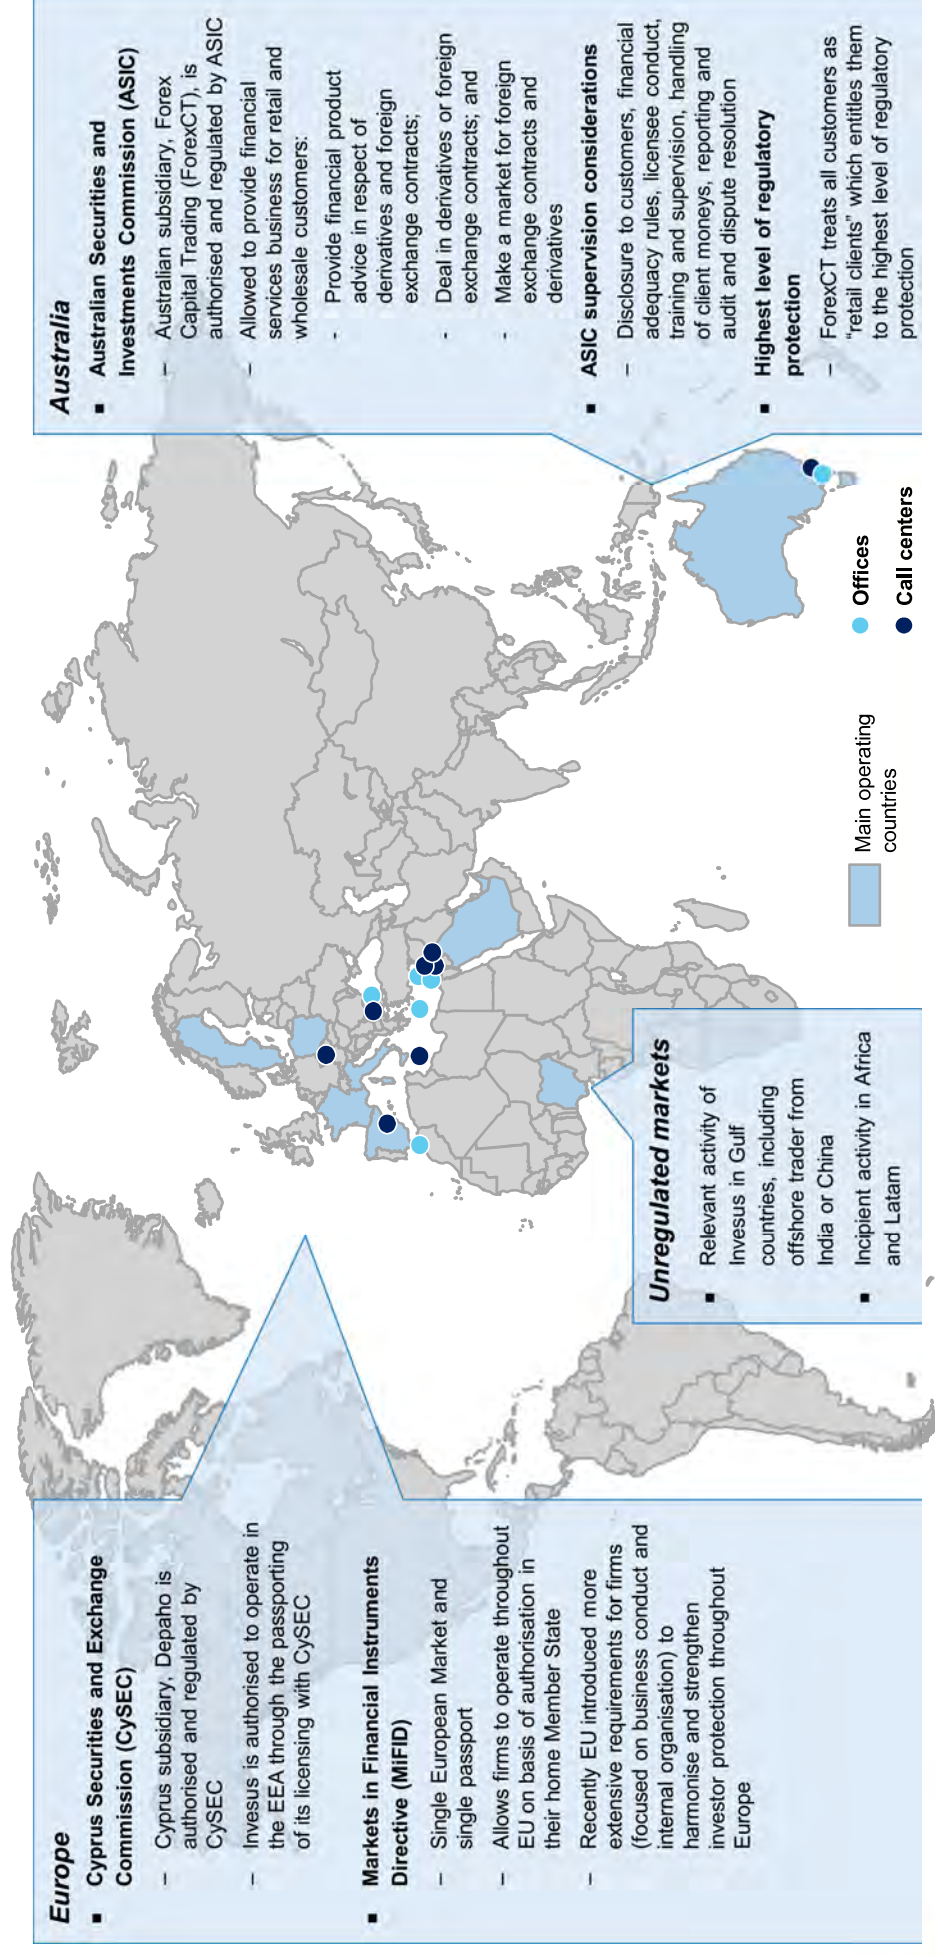 Europe
▪ Cyprus Securities and Exchange
Commission (CySEC)
– Cyprus subsidiary, Depaho is
authorised and regulated by
CySEC
– Invesus is authorised to operate in
the EEA through the passporting
of its licensing with CySEC
▪ Markets in Financial Instruments
Directive (MiFID)
– Single European Market and
single passport
– Allows firms to operate throughout
EU on basis of authorisation in
their home Member State
– Recently EU introduced more
extensive requirements for firms
(focused on business conduct and
internal organisation) to
harmonise and strengthen
investor protection throughout
Europe
Unregulated markets
▪ Relevant activity of
Invesus in Gulf
countries, including
offshore trader from
India or China
▪ Incipient activity in Africa
and Latam
Main operating
countries
Offices
Call centers
Australia
▪ Australian Securities and
Investments Commission (ASIC)
– Australian subsidiary, Forex
Capital Trading (ForexCT), is
authorised and regulated by ASIC
– Allowed to provide financial
services business for retail and
wholesale customers:
- Provide financial product
advice in respect of
derivatives and foreign
exchange contracts;
- Deal in derivatives or foreign
exchange contracts; and
- Make a market for foreign
exchange contracts and
derivatives
▪ ASIC supervision considerations
– Disclosure to customers, financial
adequacy rules, licensee conduct,
training and supervision, handling
of client moneys, reporting and
audit and dispute resolution
▪ Highest level of regulatory
protection
– ForexCT treats all customers as
“retail clients” which entitles them
to the highest level of regulatory
protection